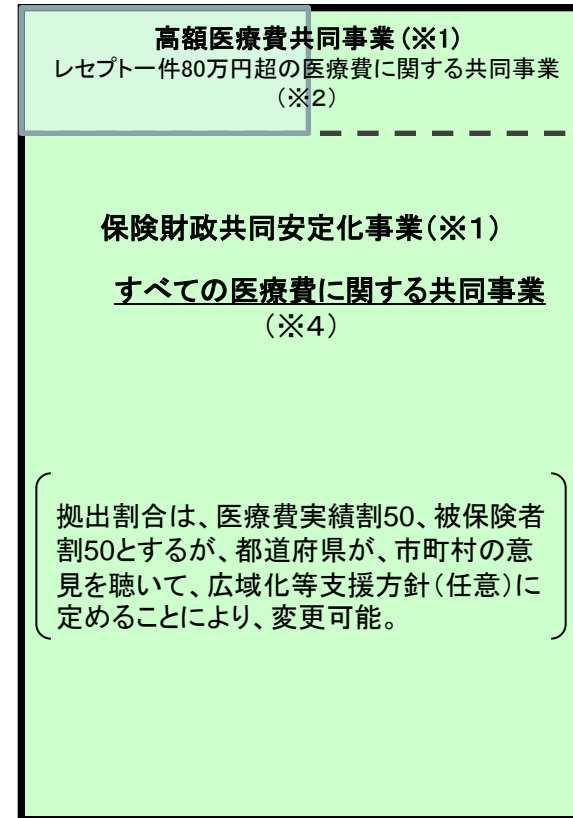 高額医療費共同事業（※1）
レセプト一件80万円超の医療費に関する共同事業
（※2）
保険財政共同安定化事業（※１）
すべての医療費に関する共同事業
（※4）
拠出割合は、医療費実績割50、被保険者
割50とするが、都道府県が、市町村の意
見を聴いて、広域化等支援方針（任意）に
定めることにより、変更可能。